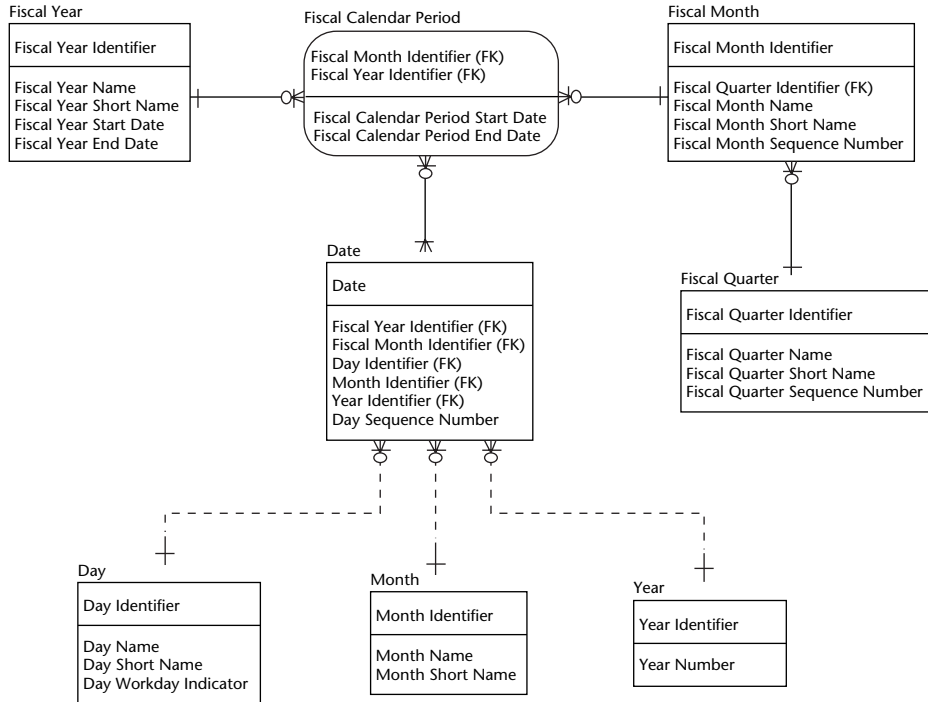 Fiscal Year
Fiscal Year Identifier
Fiscal Year Name
Fiscal Year Short Name
Fiscal Year Start Date
Fiscal Year End Date
Fiscal Calendar Period
Fiscal Month Identifier (FK)
Fiscal Year Identifier (FK)
Fiscal Calendar Period Start Date
Fiscal Calendar Period End Date
Fiscal Month
Fiscal Month Identifier
Fiscal Quarter Identifier (FK)
Fiscal Month Name
Fiscal Month Short Name
Fiscal Month Sequence Number
Date
Date
Fiscal Year Identifier (FK)
Fiscal Month Identifier (FK)
Day Identifier (FK)
Month Identifier (FK)
Year Identifier (FK)
Day Sequence Number
Fiscal Quarter
Fiscal Quarter Identifier
Fiscal Quarter Name
Fiscal Quarter Short Name
Fiscal Quarter Sequence Number
Day
Day Identifier
Day Name
Day Short Name
Day Workday Indicator
Month
Month Identifier
Month Name
Month Short Name
Year
Year Identifier
Year Number